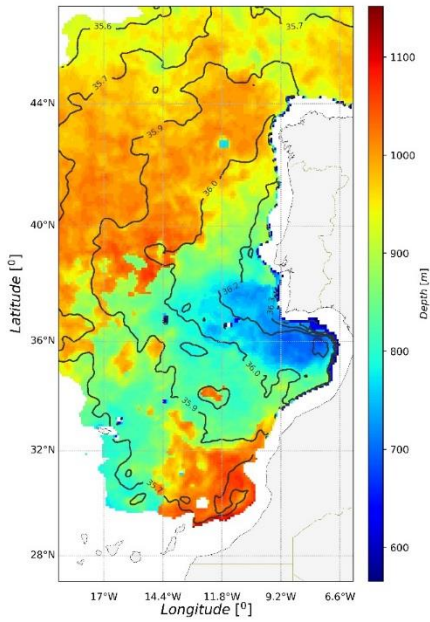 35.6
35.7
35.7
44°N
35.9
36.0
40°N
36.2
36°N
36.0
35.9
32°N
35.7
28°N
17°W 14.4°W 11.8°W 9.2°W 6.6°W
Longitude [⁰]
Latitude [⁰]
1100
1000
900
800
700
600
Depth [m]